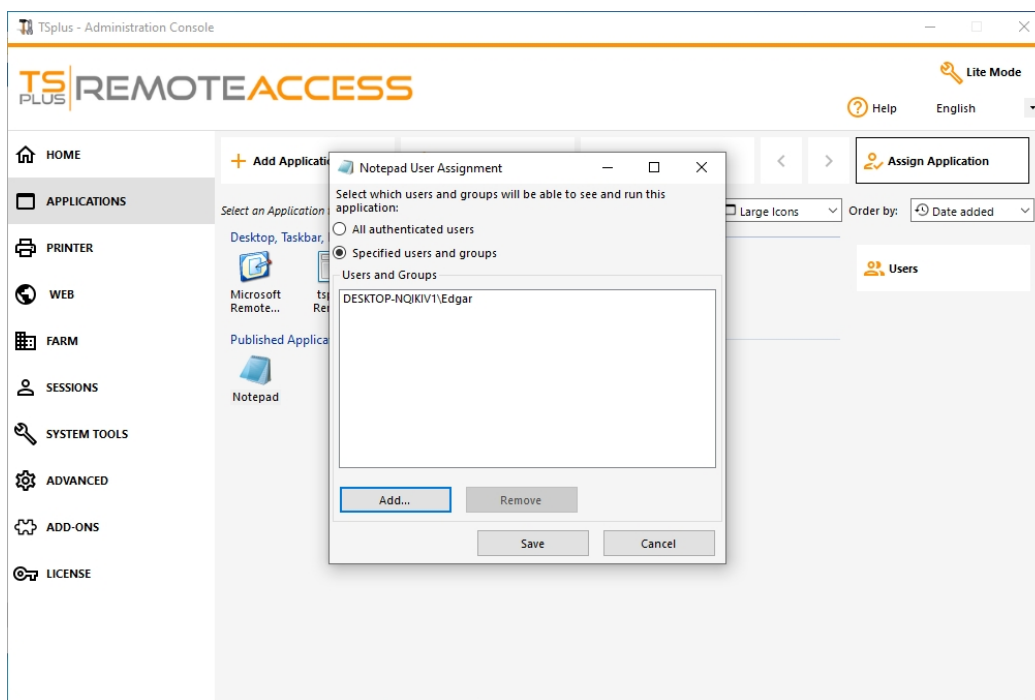 TSplus - Administration Console
TS PLUS REMOTEACCESS
Lite Mode
Help
English
HOME
APPLICATIONS
PRINTER
WEB
FARM
SESSIONS
SYSTEM TOOLS
ADVANCED
ADD-ONS
LICENSE
Add Applicati
Assign Application
Select an Application
Large Icons
Order by:
Date added
Desktop, Taskbar,
Microsoft
Remote...
Published Applica
Notepad
Users
Notepad User Assignment
Select which users and groups will be able to see and run this
application:
All authenticated users
Specified users and groups
Users and Groups
DESKTOP-NQIKIV1\Edgar
Add...
Remove
Save
Cancel